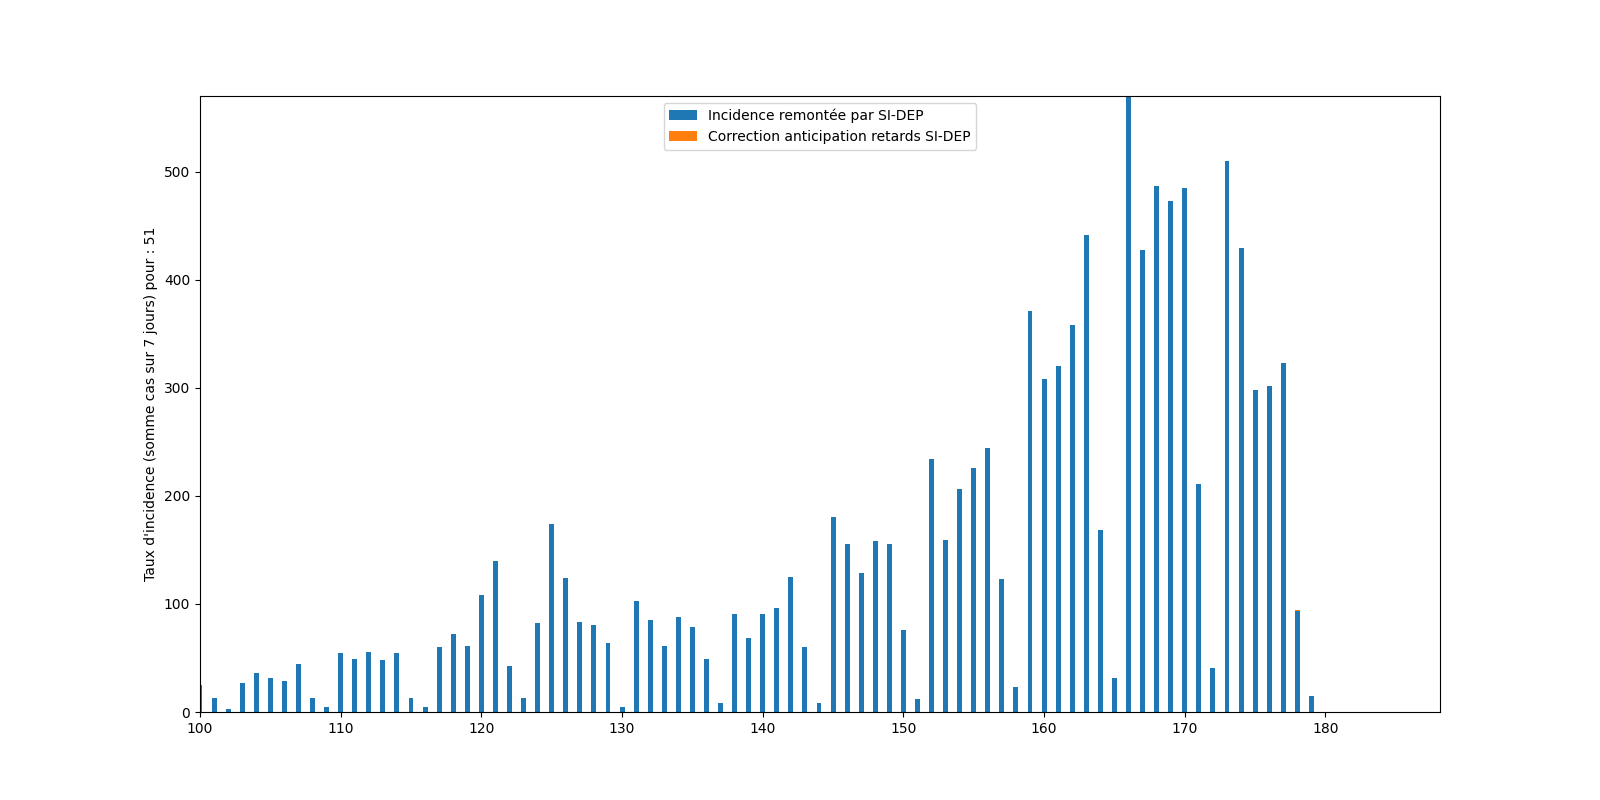 Incidence remontée par SI-DEP
Correction anticipation retards SI-DEP
Taux d'incidence (somme cas sur 7 jours) pour : 51
500
400
300
200
100
0
100 110 120 130 140 150 160 170 180